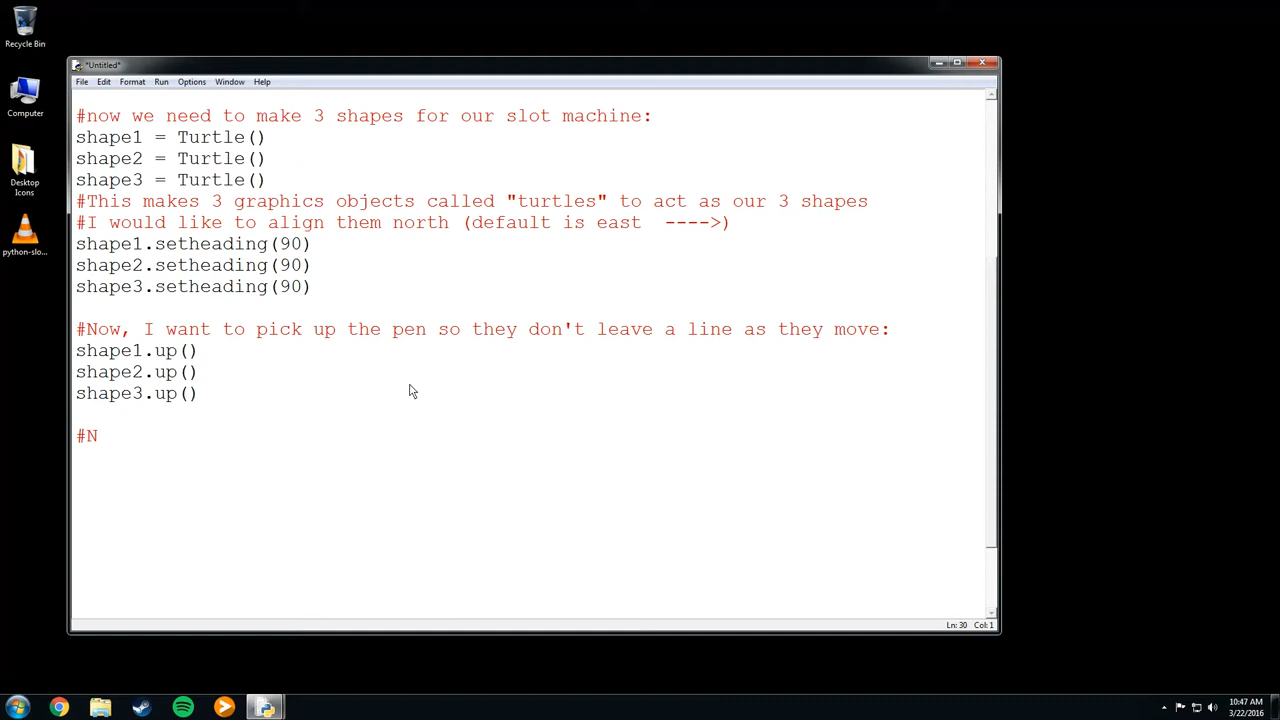 Recycle Bin
Computer
Desktop
Icons
python-slo...
*Untitled*
File Edit Format Run Options Window Help
#now we need to make 3 shapes for our slot machine:
shape1 = Turtle()
shape2 = Turtle()
shape3 = Turtle()
#This makes 3 graphics objects called "turtles" to act as our 3 shapes
#I would like to align them north (default is east  ---->)
shape1.setheading(90)
shape2.setheading(90)
shape3.setheading(90)
#Now, I want to pick up the pen so they don't leave a line as they move:
shape1.up()
shape2.up()
shape3.up()
#N
Ln: 30 Col: 1
10:47 AM
3/22/2016